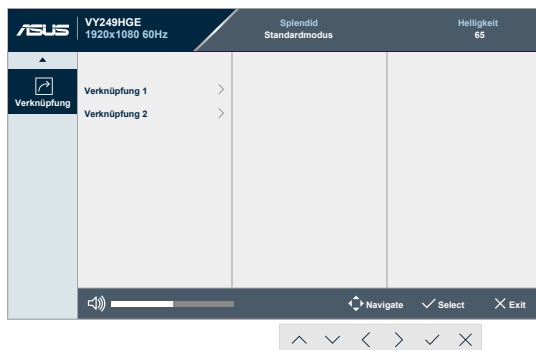 ASUS
VY249HGE
1920x1080 60Hz
Splendid
Standardmodus
Helligkeit
65
Verknüpfung
Verknüpfung 1
Verknüpfung 2
Navigate
Select
Exit